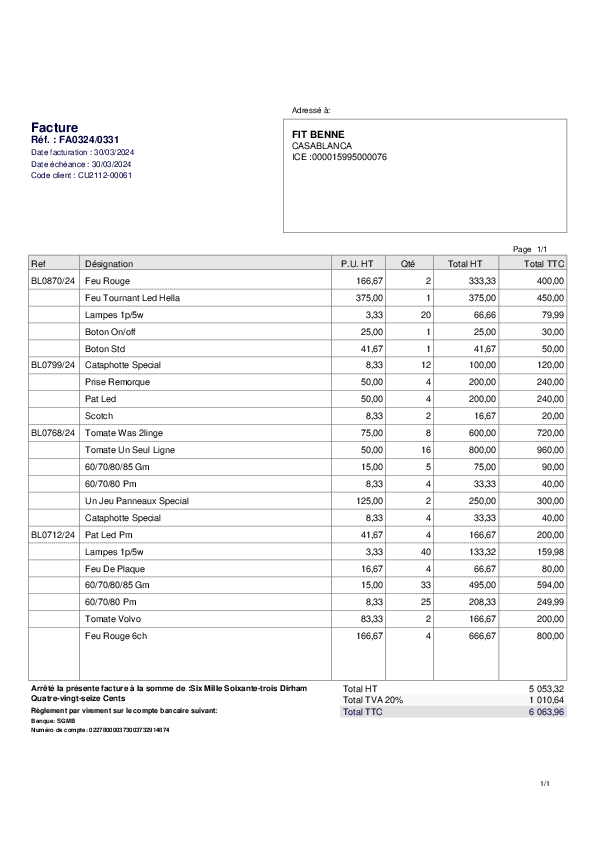 Adressé à:
Facture
Réf. : FA0324/0331
Date facturation : 30/03/2024
Date échéance : 30/03/2024
Code client : CU2112-00061
FIT BENNE
CASABLANCA
ICE :000015995000076
Page 1/1
Ref Désignation P.U. HT Qté Total HT Total TTC
BL0870/24 Feu Rouge 166,67 2 333,33 400,00
Feu Tournant Led Hella 375,00 1 375,00 450,00
Lampes 1p/5w 3,33 20 66,66 79,99
Boton On/off 25,00 1 25,00 30,00
Boton Std 41,67 1 41,67 50,00
BL0799/24 Cataphotte Special 8,33 12 100,00 120,00
Prise Remorque 50,00 4 200,00 240,00
Pat Led 50,00 4 200,00 240,00
Scotch 8,33 2 16,67 20,00
BL0768/24 Tomate Was 2linge 75,00 8 600,00 720,00
Tomate Un Seul Ligne 50,00 16 800,00 960,00
60/70/80/85 Gm 15,00 5 75,00 90,00
60/70/80 Pm 8,33 4 33,33 40,00
Un Jeu Panneaux Special 125,00 2 250,00 300,00
Cataphotte Special 8,33 4 33,33 40,00
BL0712/24 Pat Led Pm 41,67 4 166,67 200,00
Lampes 1p/5w 3,33 40 133,32 159,98
Feu De Plaque 16,67 4 66,67 80,00
60/70/80/85 Gm 15,00 33 495,00 594,00
60/70/80 Pm 8,33 25 208,33 249,99
Tomate Volvo 83,33 2 166,67 200,00
Feu Rouge 6ch 166,67 4 666,67 800,00
Arrêté la présente facture à la somme de :Six Mille Soixante-trois Dirham
Quatre-vingt-seize Cents
Règlement par virement sur le compte bancaire suivant:
Banque: SGMB
Numéro de compte: 022780000373003732914874
Total HT 5 053,32
Total TVA 20% 1 010,64
Total TTC 6 063,96
1/1